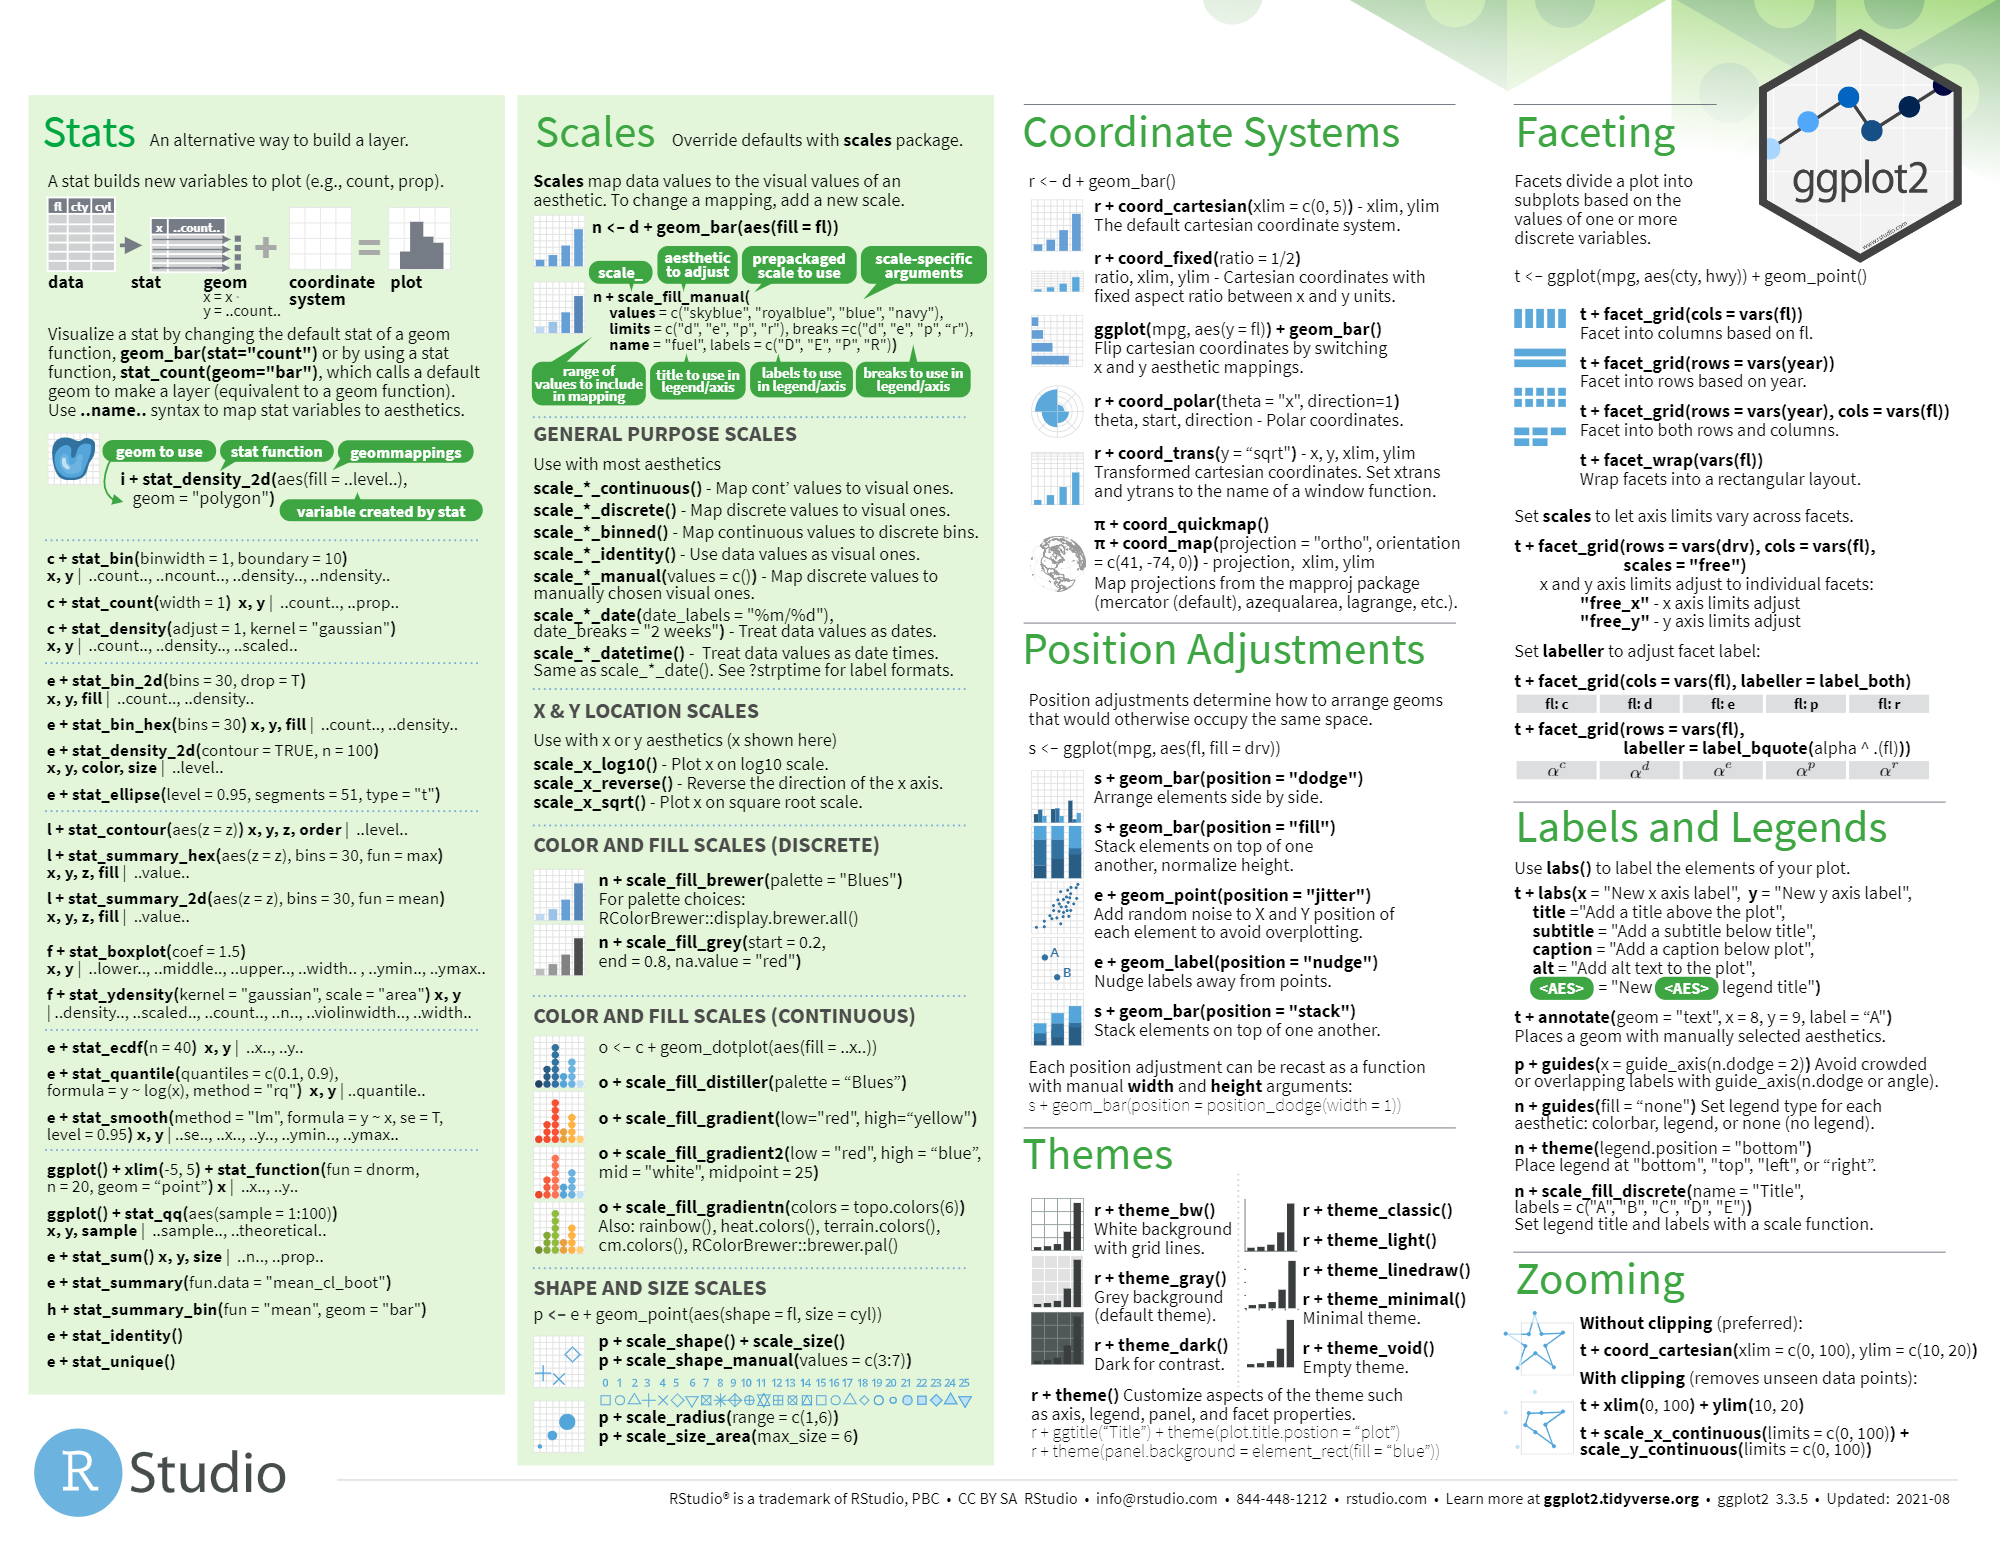 Stats An alternative way to build a layer.
A stat builds new variables to plot (e.g., count, prop).
fl cty cyl
x ..count..
data stat geom coordinate system plot
x = x ·
y = ..count..
Visualize a stat by changing the default stat of a geom
function, geom_bar(stat="count") or by using a stat
function, stat_count(geom="bar"), which calls a default
geom to make a layer (equivalent to a geom function).
Use ..name.. syntax to map stat variables to aesthetics.
geom to use stat function geommappings
i + stat_density_2d(aes(fill = ..level..),
geom = "polygon")
variable created by stat
c + stat_bin(binwidth = 1, boundary = 10)
x, y | ..count.., ..ncount.., ..density.., ..ndensity..
c + stat_count(width = 1) x, y | ..count.., ..prop..
c + stat_density(adjust = 1, kernel = "gaussian")
x, y | ..count.., ..density.., ..scaled..
e + stat_bin_2d(bins = 30, drop = T)
x, y, fill | ..count.., ..density..
e + stat_bin_hex(bins = 30) x, y, fill | ..count.., ..density..
e + stat_density_2d(contour = TRUE, n = 100)
x, y, color, size | ..level..
e + stat_ellipse(level = 0.95, segments = 51, type = "t")
l + stat_contour(aes(z = z)) x, y, z, order | ..level..
l + stat_summary_hex(aes(z = z), bins = 30, fun = max)
x, y, z, fill | ..value..
l + stat_summary_2d(aes(z = z), bins = 30, fun = mean)
x, y, z, fill | ..value..
f + stat_boxplot(coef = 1.5)
x, y | ..lower.., ..middle.., ..upper.., ..width.. , ..ymin.., ..ymax..
f + stat_ydensity(kernel = "gaussian", scale = "area") x, y
| ..density.., ..scaled.., ..count.., ..n.., ..violinwidth.., ..width..
e + stat_ecdf(n = 40) x, y | ..x.., ..y..
e + stat_quantile(quantiles = c(0.1, 0.9),
formula = y ~ log(x), method = "rq") x, y | ..quantile..
e + stat_smooth(method = "lm", formula = y ~ x, se = T,
level = 0.95) x, y | ..se.., ..x.., ..y.., ..ymin.., ..ymax..
ggplot() + xlim(-5, 5) + stat_function(fun = dnorm,
n = 20, geom = “point”) x | ..x.., ..y..
ggplot() + stat_qq(aes(sample = 1:100))
x, y, sample | ..sample.., ..theoretical..
e + stat_sum() x, y, size | ..n.., ..prop..
e + stat_summary(fun.data = "mean_cl_boot")
h + stat_summary_bin(fun = "mean", geom = "bar")
e + stat_identity()
e + stat_unique()
Scales Override defaults with scales package.
Scales map data values to the visual values of an
aesthetic. To change a mapping, add a new scale.
n <- d + geom_bar(aes(fill = fl))
scale_ aesthetic to adjust prepackaged scale to use scale-specific arguments
n + scale_fill_manual(
values = c("skyblue", "royalblue", "blue", "navy"),
limits = c("d", "e", "p", "r"), breaks =c("d", "e", "p", “r"),
name = "fuel", labels = c("D", "E", "P", "R"))
range of values to include in mapping title to use in legend/axis labels to use in legend/axis breaks to use in legend/axis
GENERAL PURPOSE SCALES
Use with most aesthetics
scale_*_continuous() - Map cont’ values to visual ones.
scale_*_discrete() - Map discrete values to visual ones.
scale_*_binned() - Map continuous values to discrete bins.
scale_*_identity() - Use data values as visual ones.
scale_*_manual(values = c()) - Map discrete values to
manually chosen visual ones.
scale_*_date(date_labels = "%m/%d"),
date_breaks = "2 weeks") - Treat data values as dates.
scale_*_datetime() - Treat data values as date times.
Same as scale_*_date(). See ?strptime for label formats.
X & Y LOCATION SCALES
Use with x or y aesthetics (x shown here)
scale_x_log10() - Plot x on log10 scale.
scale_x_reverse() - Reverse the direction of the x axis.
scale_x_sqrt() - Plot x on square root scale.
COLOR AND FILL SCALES (DISCRETE)
n + scale_fill_brewer(palette = "Blues")
For palette choices:
RColorBrewer::display.brewer.all()
n + scale_fill_grey(start = 0.2,
end = 0.8, na.value = "red")
COLOR AND FILL SCALES (CONTINUOUS)
o <- c + geom_dotplot(aes(fill = ..x..))
o + scale_fill_distiller(palette = “Blues”)
o + scale_fill_gradient(low="red", high=“yellow")
o + scale_fill_gradient2(low = "red", high = “blue”,
mid = "white", midpoint = 25)
o + scale_fill_gradientn(colors = topo.colors(6))
Also: rainbow(), heat.colors(), terrain.colors(),
cm.colors(), RColorBrewer::brewer.pal()
SHAPE AND SIZE SCALES
p <- e + geom_point(aes(shape = fl, size = cyl))
p + scale_shape() + scale_size()
p + scale_shape_manual(values = c(3:7))
0 1 2 3 4 5 6 7 8 9 10 11 12 13 14 15 16 17 18 19 20 21 22 23 24 25
p + scale_radius(range = c(1,6))
p + scale_size_area(max_size = 6)
Coordinate Systems
r <- d + geom_bar()
r + coord_cartesian(xlim = c(0, 5)) - xlim, ylim
The default cartesian coordinate system.
r + coord_fixed(ratio = 1/2)
ratio, xlim, ylim - Cartesian coordinates with
fixed aspect ratio between x and y units.
ggplot(mpg, aes(y = fl)) + geom_bar()
Flip cartesian coordinates by switching
x and y aesthetic mappings.
r + coord_polar(theta = "x", direction=1)
theta, start, direction - Polar coordinates.
r + coord_trans(y = “sqrt") - x, y, xlim, ylim
Transformed cartesian coordinates. Set xtrans
and ytrans to the name of a window function.
π + coord_quickmap()
π + coord_map(projection = "ortho", orientation
= c(41, -74, 0)) - projection, xlim, ylim
Map projections from the mapproj package
(mercator (default), azequalarea, lagrange, etc.).
Position Adjustments
Position adjustments determine how to arrange geoms
that would otherwise occupy the same space.
s <- ggplot(mpg, aes(fl, fill = drv))
s + geom_bar(position = "dodge")
Arrange elements side by side.
s + geom_bar(position = "fill")
Stack elements on top of one
another, normalize height.
e + geom_point(position = "jitter")
Add random noise to X and Y position of
each element to avoid overplotting.
A
B
e + geom_label(position = "nudge")
Nudge labels away from points.
s + geom_bar(position = "stack")
Stack elements on top of one another.
Each position adjustment can be recast as a function
with manual width and height arguments:
s + geom_bar(position = position_dodge(width = 1))
Themes
r + theme_bw()
White background
with grid lines.
r + theme_gray()
Grey background
(default theme).
r + theme_dark()
Dark for contrast.
r + theme_classic()
r + theme_light()
r + theme_linedraw()
r + theme_minimal()
Minimal theme.
r + theme_void()
Empty theme.
r + theme() Customize aspects of the theme such
as axis, legend, panel, and facet properties.
r + ggtitle(“Title”) + theme(plot.title.postion = “plot”)
r + theme(panel.background = element_rect(fill = “blue”))
Faceting
Facets divide a plot into
subplots based on the
values of one or more
discrete variables.
ggplot2
www.rstudio.com
t <- ggplot(mpg, aes(cty, hwy)) + geom_point()
t + facet_grid(cols = vars(fl))
Facet into columns based on fl.
t + facet_grid(rows = vars(year))
Facet into rows based on year.
t + facet_grid(rows = vars(year), cols = vars(fl))
Facet into both rows and columns.
t + facet_wrap(vars(fl))
Wrap facets into a rectangular layout.
Set scales to let axis limits vary across facets.
t + facet_grid(rows = vars(drv), cols = vars(fl),
scales = "free")
x and y axis limits adjust to individual facets:
"free_x" - x axis limits adjust
"free_y" - y axis limits adjust
Set labeller to adjust facet label:
t + facet_grid(cols = vars(fl), labeller = label_both)
fl: c fl: d fl: e fl: p fl: r
t + facet_grid(rows = vars(fl),
labeller = label_bquote(alpha ^ .(fl)))
α^c α^d α^e α^p α^r
Labels and Legends
Use labs() to label the elements of your plot.
t + labs(x = "New x axis label", y = "New y axis label",
title ="Add a title above the plot",
subtitle = "Add a subtitle below title",
caption = "Add a caption below plot",
alt = "Add alt text to the plot",
<AES> = "New <AES> legend title")
t + annotate(geom = "text", x = 8, y = 9, label = “A")
Places a geom with manually selected aesthetics.
p + guides(x = guide_axis(n.dodge = 2)) Avoid crowded
or overlapping labels with guide_axis(n.dodge or angle).
n + guides(fill = “none") Set legend type for each
aesthetic: colorbar, legend, or none (no legend).
n + theme(legend.position = "bottom")
Place legend at "bottom", "top", "left", or “right”.
n + scale_fill_discrete(name = "Title",
labels = c("A", "B", "C", "D", "E"))
Set legend title and labels with a scale function.
Zooming
Without clipping (preferred):
t + coord_cartesian(xlim = c(0, 100), ylim = c(10, 20))
With clipping (removes unseen data points):
t + xlim(0, 100) + ylim(10, 20)
t + scale_x_continuous(limits = c(0, 100)) +
scale_y_continuous(limits = c(0, 100))
R Studio
RStudio® is a trademark of RStudio, PBC • CC BY SA RStudio • info@rstudio.com • 844-448-1212 • rstudio.com • Learn more at ggplot2.tidyverse.org • ggplot2 3.3.5 • Updated: 2021-08